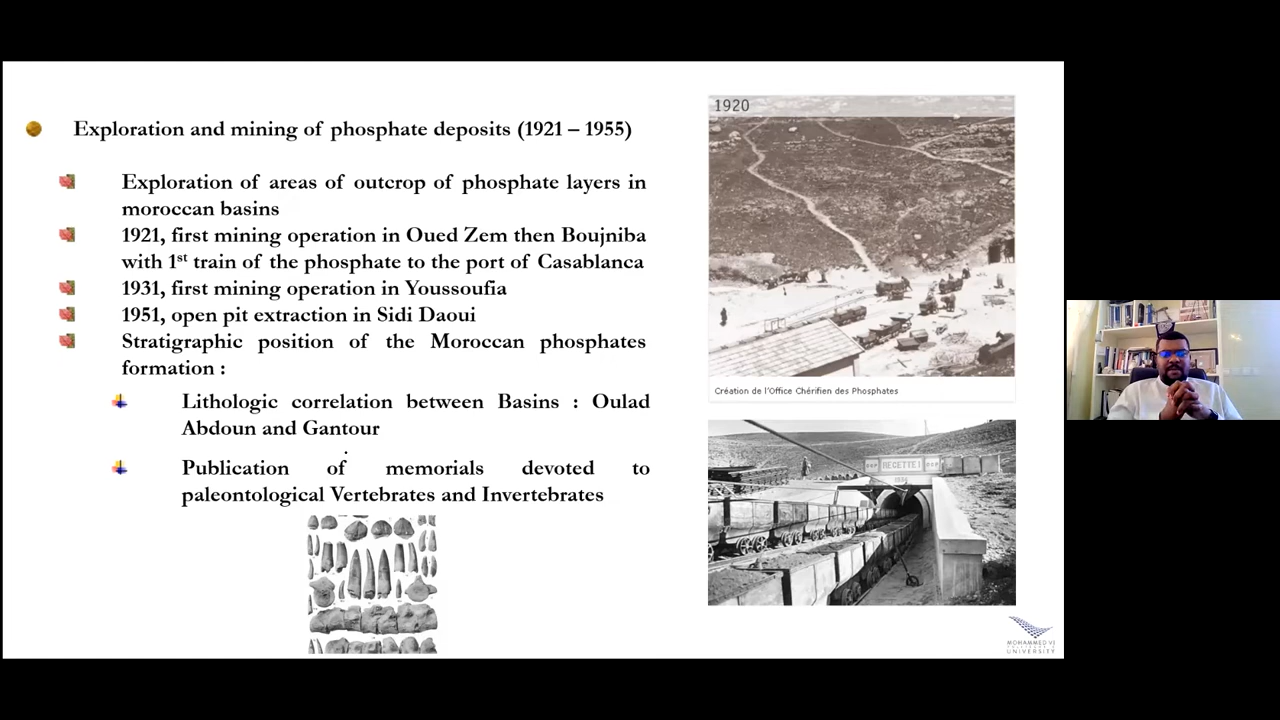 Exploration and mining of phosphate deposits (1921 – 1955)
Exploration of areas of outcrop of phosphate layers in
moroccan basins
1921, first mining operation in Oued Zem then Boujniba
with 1st train of the phosphate to the port of Casablanca
1931, first mining operation in Youssoufia
1951, open pit extraction in Sidi Daoui
Stratigraphic position of the Moroccan phosphates
formation :
Lithologic correlation between Basins : Oulad
Abdoun and Gantour
Publication of memorials devoted to
paleontological Vertebrates and Invertebrates
1920
Création de l'Office Chérifien des Phosphates
RECETTE I
MOHAMMED VI
POLYTECHNIC
UNIVERSITY